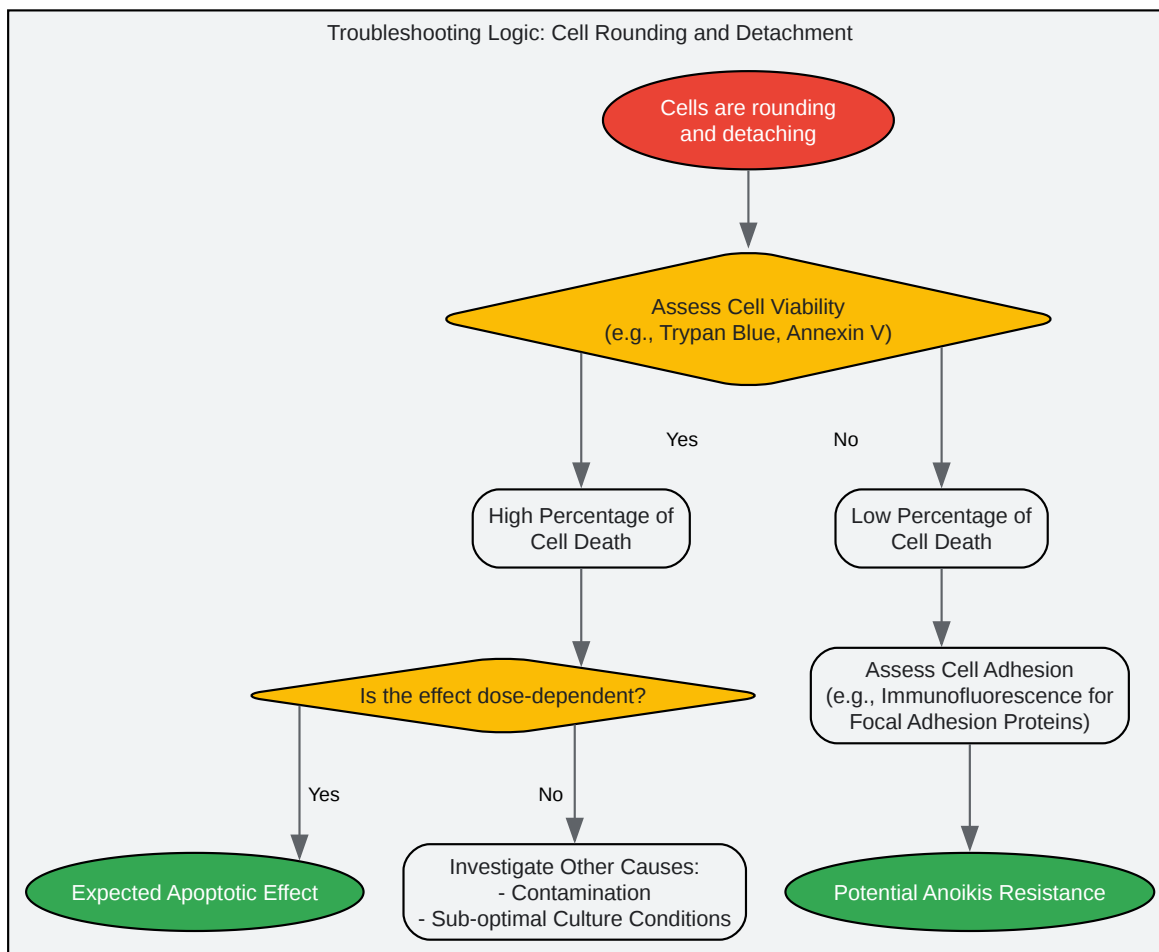 Troubleshooting Logic: Cell Rounding and Detachment
Cells are rounding
and detaching
Assess Cell Viability
(e.g., Trypan Blue, Annexin V)
Yes
No
High Percentage of
Cell Death
Low Percentage of
Cell Death
Is the effect dose-dependent?
Assess Cell Adhesion
(e.g., Immunofluorescence for
Focal Adhesion Proteins)
Yes
No
Expected Apoptotic Effect
Investigate Other Causes:
- Contamination
- Sub-optimal Culture Conditions
Potential Anoikis Resistance